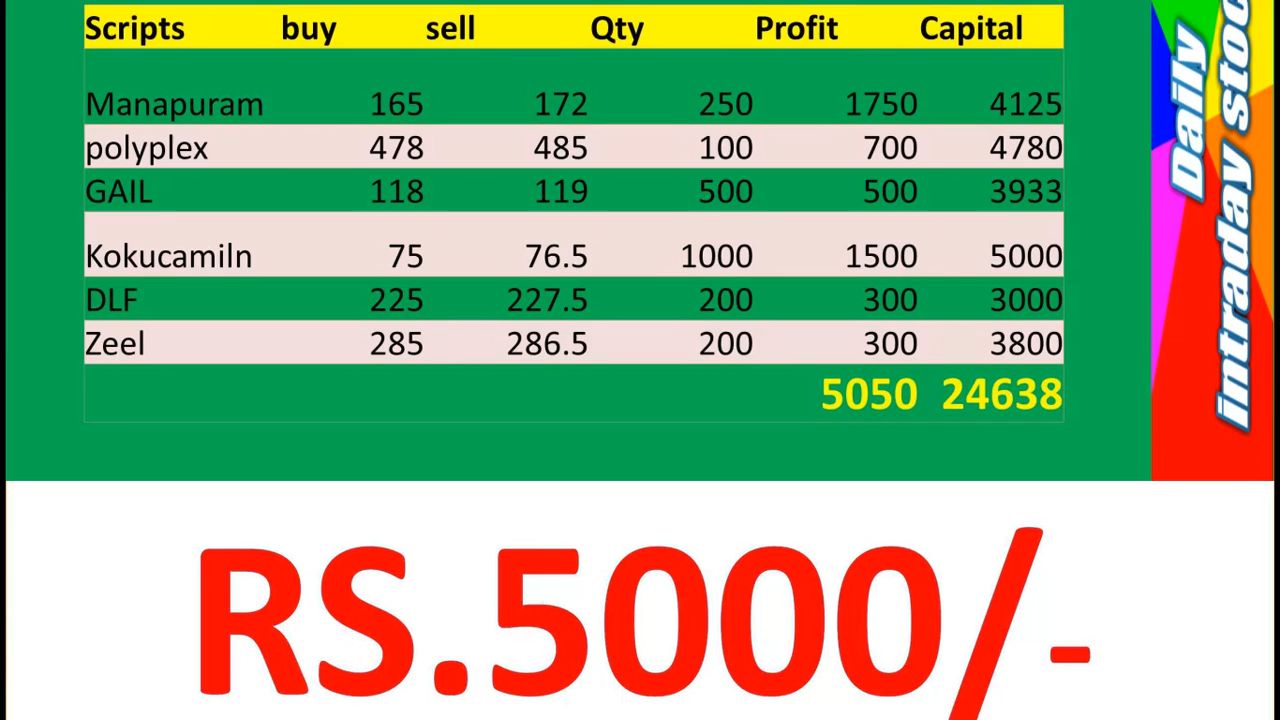 Scripts buy sell Qty Profit Capital
Manapuram 165 172 250 1750 4125
polyplex 478 485 100 700 4780
GAIL 118 119 500 500 3933
Kokucamiln 75 76.5 1000 1500 5000
DLF 225 227.5 200 300 3000
Zeel 285 286.5 200 300 3800
5050 24638
Daily
intraday stoc
RS.5000/-